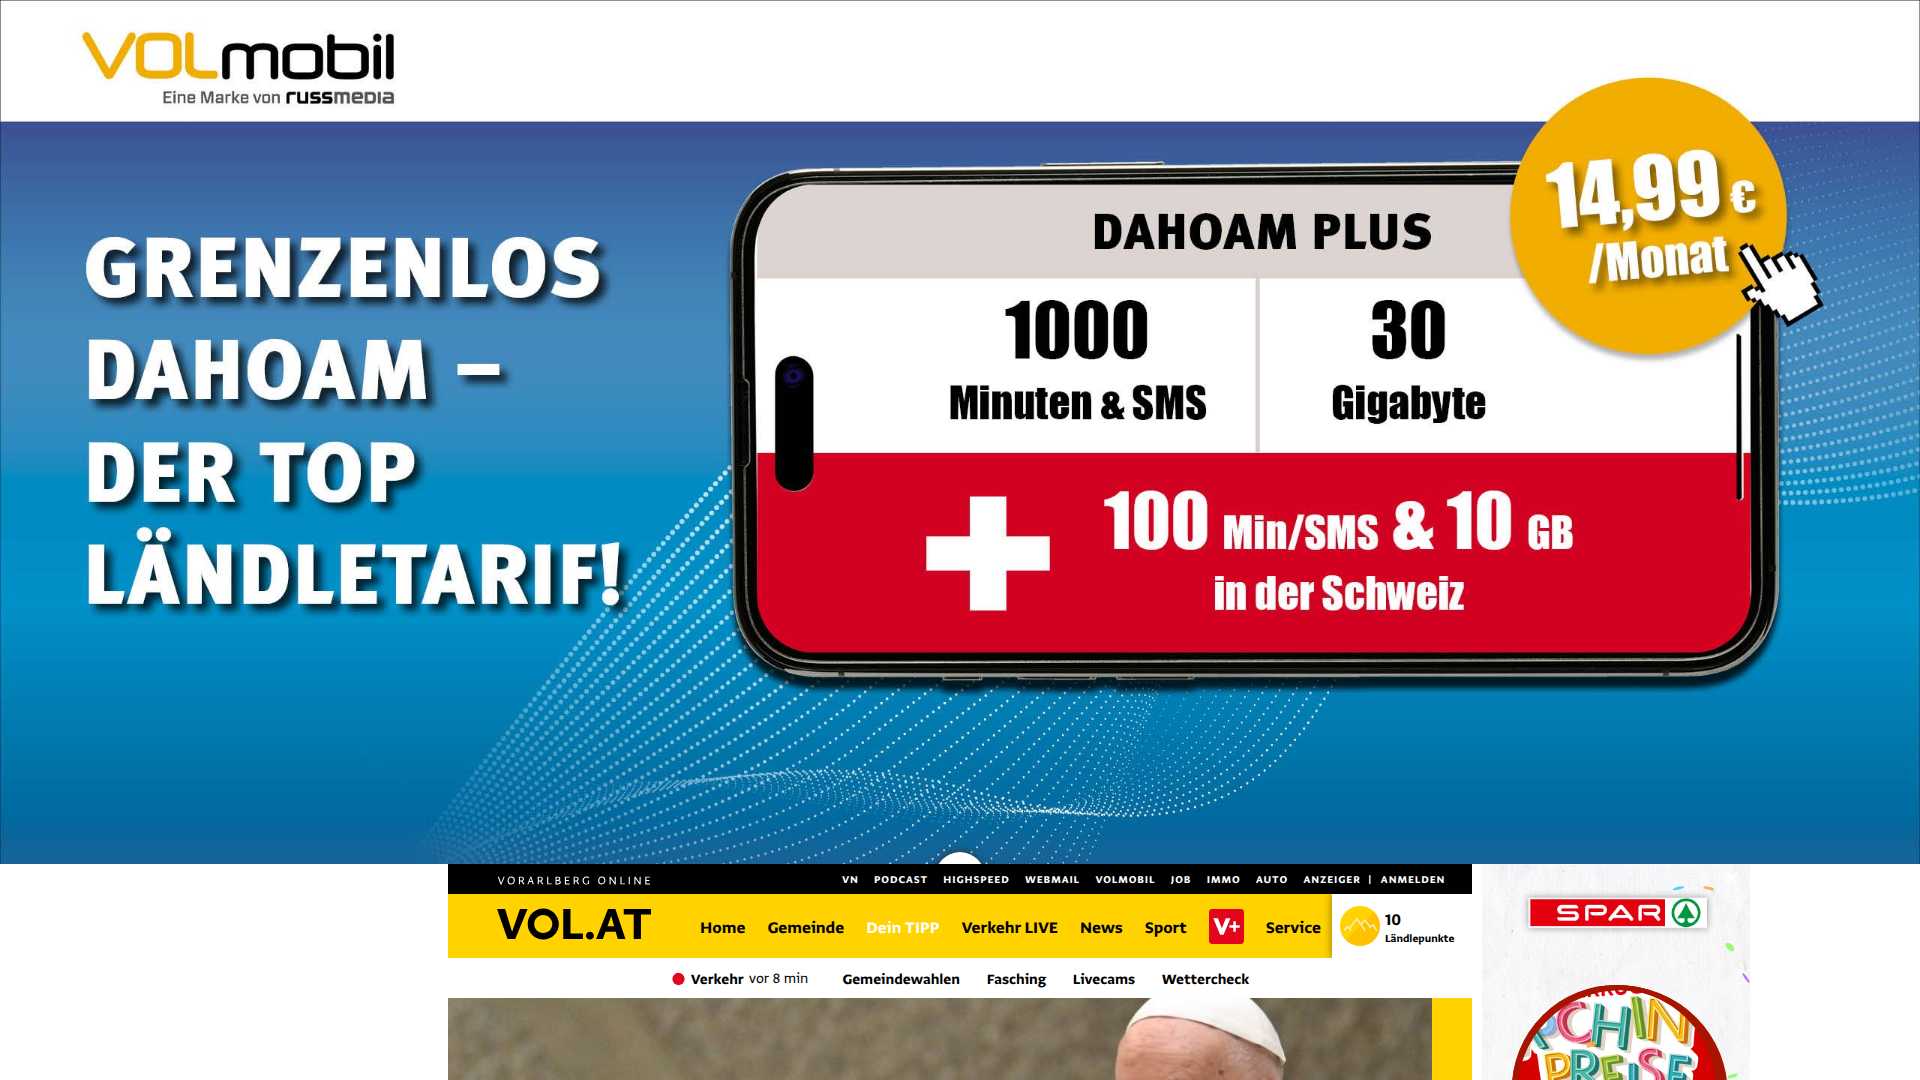 VOLmobil
Eine Marke von russmedia
14,99 €
/Monat
GRENZENLOS
DAHOAM –
DER TOP
LÄNDLETARIF!
DAHOAM PLUS
1000
Minuten & SMS
30
Gigabyte
100 Min/SMS & 10 GB
in der Schweiz
VORARLBERG ONLINE
VN PODCAST HIGHSPEED WEBMAIL VOLMOBIL JOB IMMO AUTO ANZEIGER | ANMELDEN
VOL.AT
Home Gemeinde Dein TIPP Verkehr LIVE News Sport V+ Service
10
Ländlepunkte
Verkehr vor 8 min Gemeindewahlen Fasching Livecams Wettercheck
SPAR
PREISE